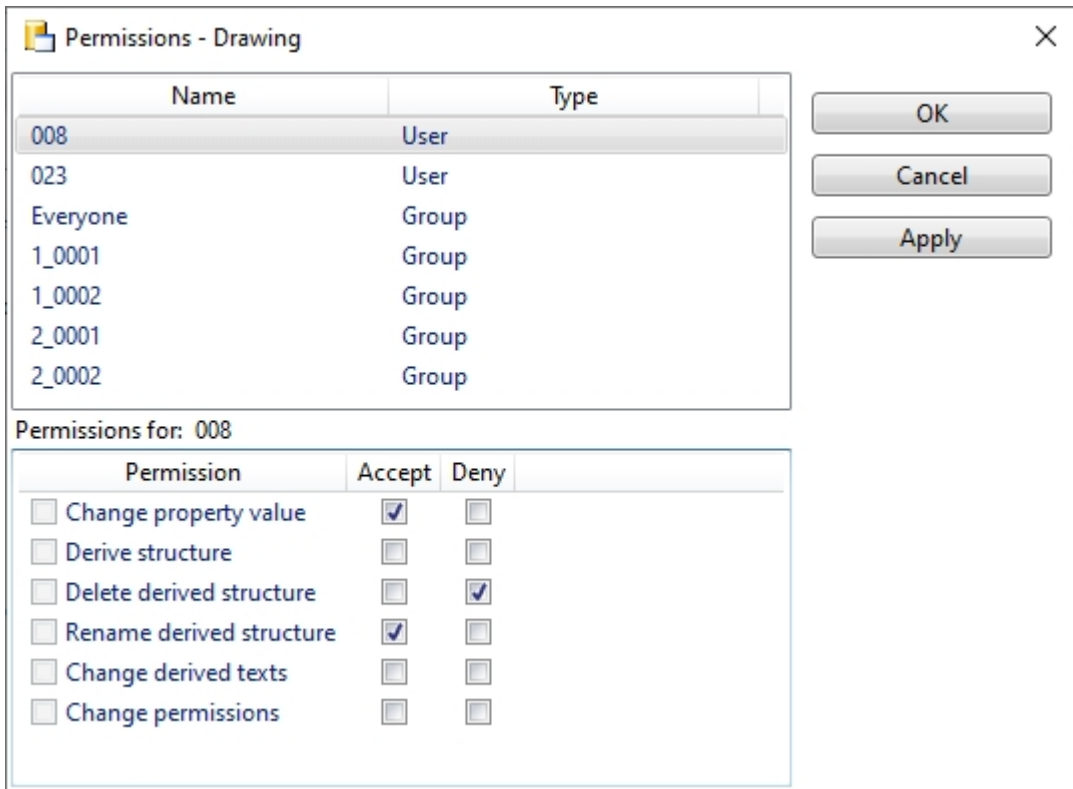 Permissions - Drawing
Name Type
OK
008 User
023 User
Cancel
Everyone Group
Apply
1_0001 Group
1_0002 Group
2_0001 Group
2_0002 Group
Permissions for: 008
Permission Accept Deny
Change property value
Derive structure
Delete derived structure
Rename derived structure
Change derived texts
Change permissions